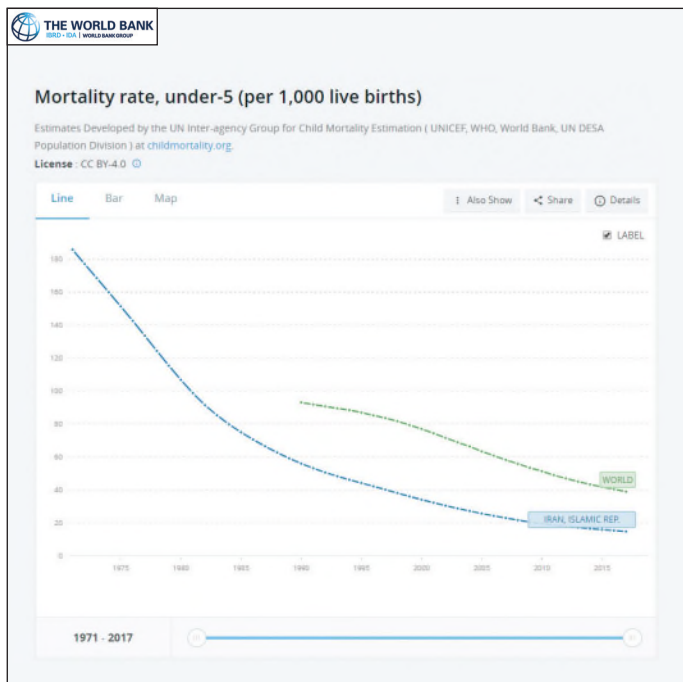 THE WORLD BANK
IBRD • IDA | WORLD BANK GROUP
Mortality rate, under-5 (per 1,000 live births)
Estimates Developed by the UN Inter-agency Group for Child Mortality Estimation ( UNICEF, WHO, World Bank, UN DESA
Population Division ) at childmortality.org.
License : CC BY-4.0
Line Bar Map Also Show Share Details
LABEL
180
160
140
120
100
80
60
40
20
0
WORLD
IRAN, ISLAMIC REP.
1975 1980 1985 1990 1995 2000 2005 2010 2015
1971 - 2017